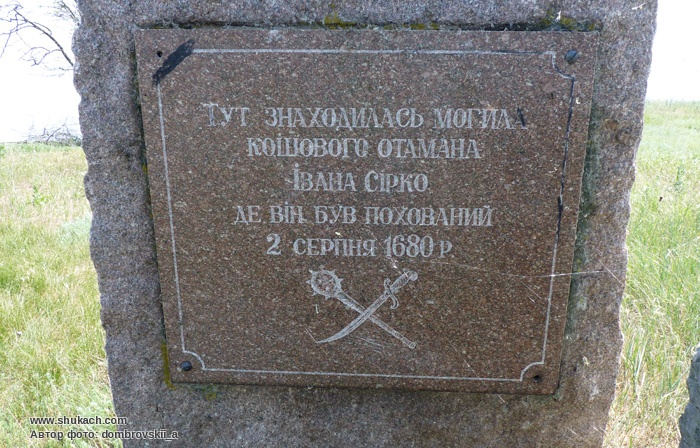 Тут знаходилась могила
кошового отамана
Івана Сірко
де він був похований
2 серпня 1680 р
www.shukach.com
Автор фото: dombrovskii_a